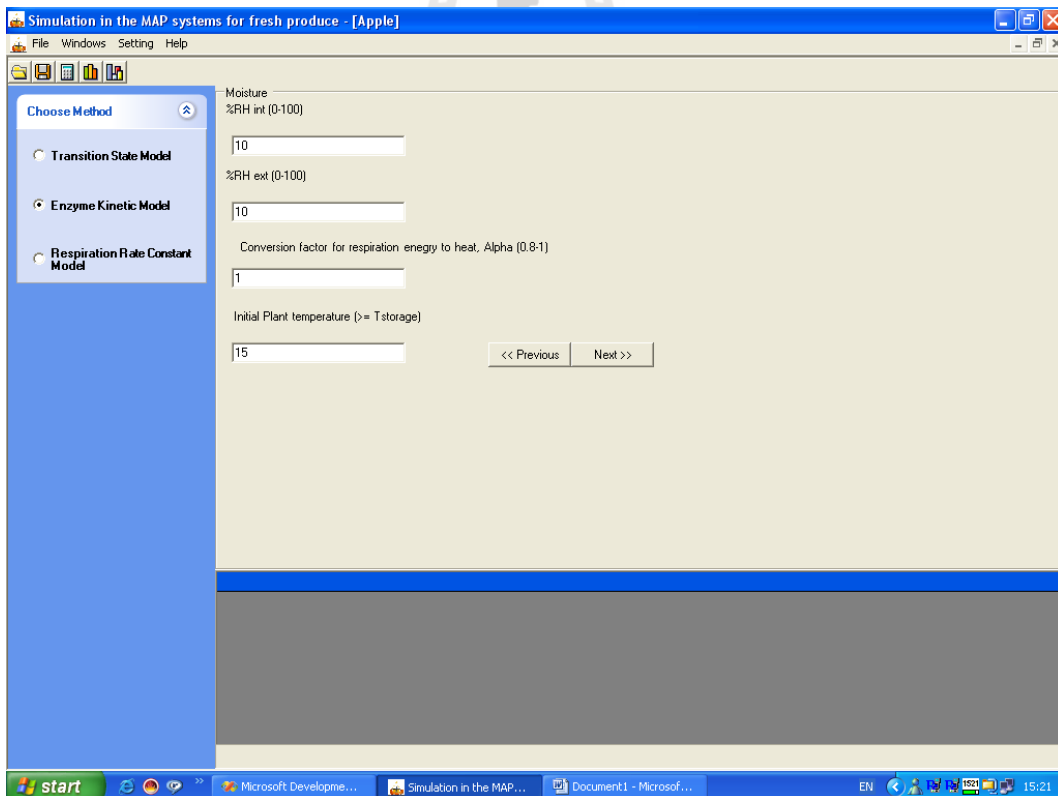 Simulation in the MAP systems for fresh produce - [Apple]
File Windows Setting Help
Choose Method
Transition State Model
Enzyme Kinetic Model
Respiration Rate Constant
Model
Moisture
%RH int (0-100)
10
%RH ext (0-100)
10
Conversion factor for respiration enegry to heat, Alpha (0.8-1)
1
Initial Plant temperature (>= Tstorage)
15
<< Previous Next >>
start Microsoft Developme... Simulation in the MAP... Document1 - Microsof... EN 1521 15:21